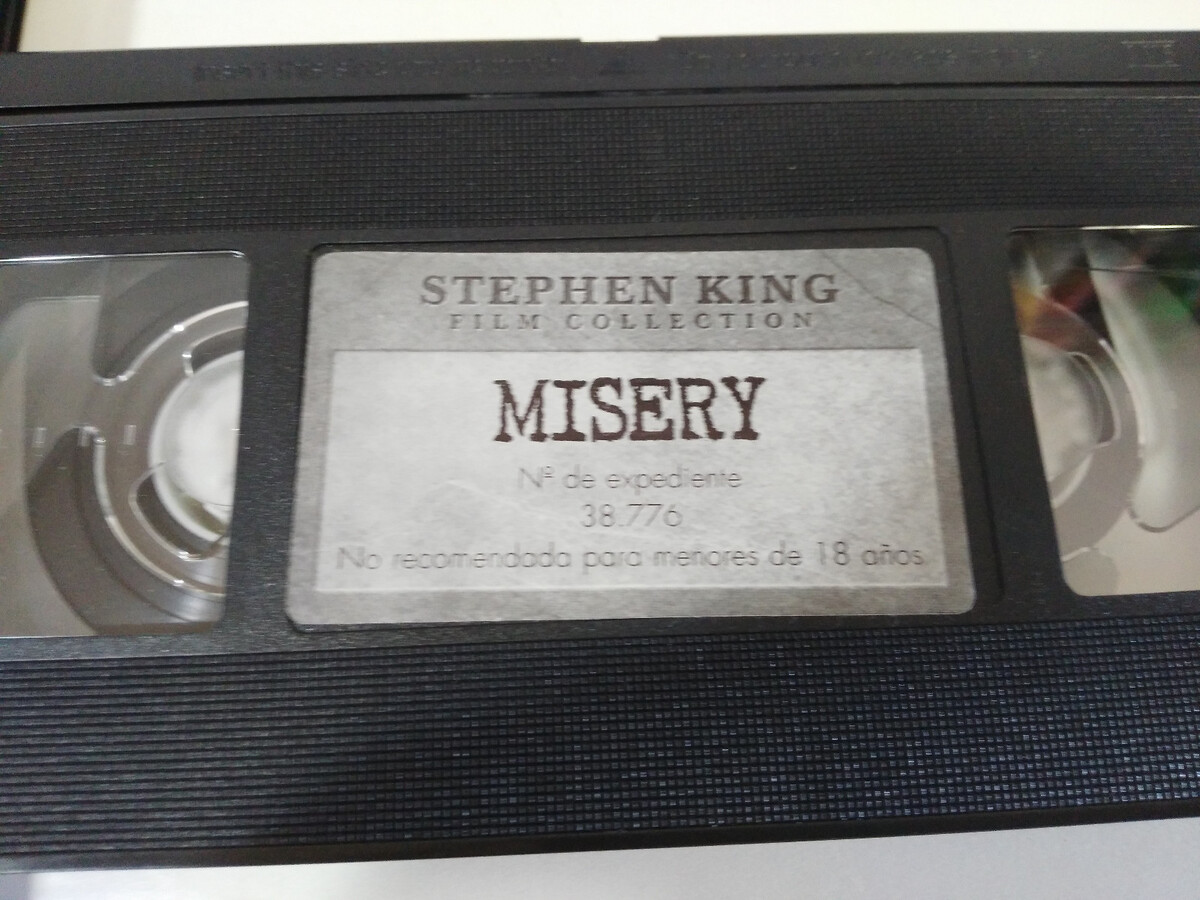 STEPHEN KING
FILM COLLECTION
MISERY
Nº de expediente
38.776
No recomendada para menores de 18 años